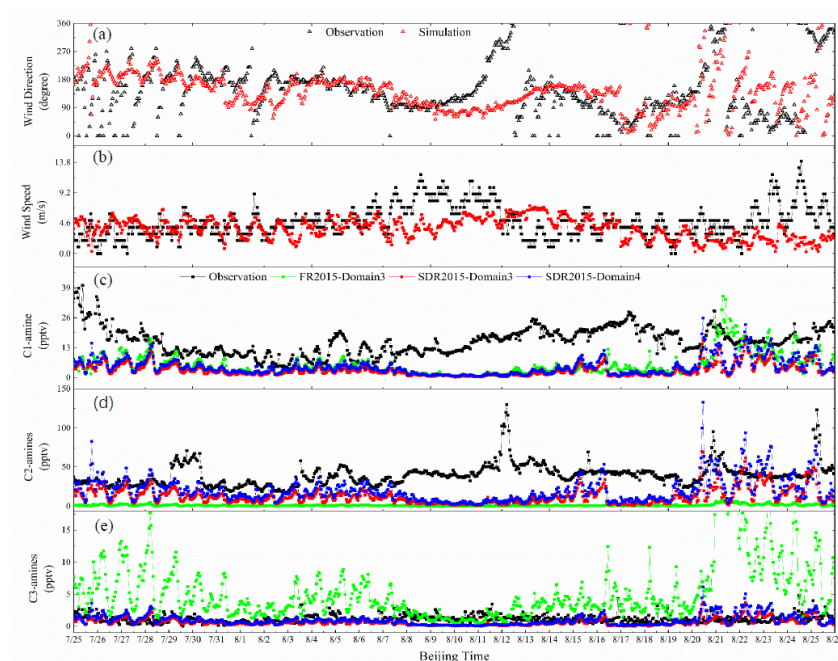 (a)
Observation
Simulation
360
270
180
90
0
Wind Direction
(degree)
(b)
13.8
9.2
4.6
0.0
Wind Speed
(m/s)
(c)
Observation FR2015-Domain3 SDR2015-Domain3 SDR2015-Domain4
39
26
13
0
C1-amine
(pptv)
(d)
150
100
50
0
C2-amines
(pptv)
(e)
15
10
5
0
C3-amines
(pptv)
7/25 7/26 7/27 7/28 7/29 7/30 7/31 8/1 8/2 8/3 8/4 8/5 8/6 8/7 8/8 8/9 8/10 8/11 8/12 8/13 8/14 8/15 8/16 8/17 8/18 8/19 8/20 8/21 8/22 8/23 8/24 8/25
Beijing Time